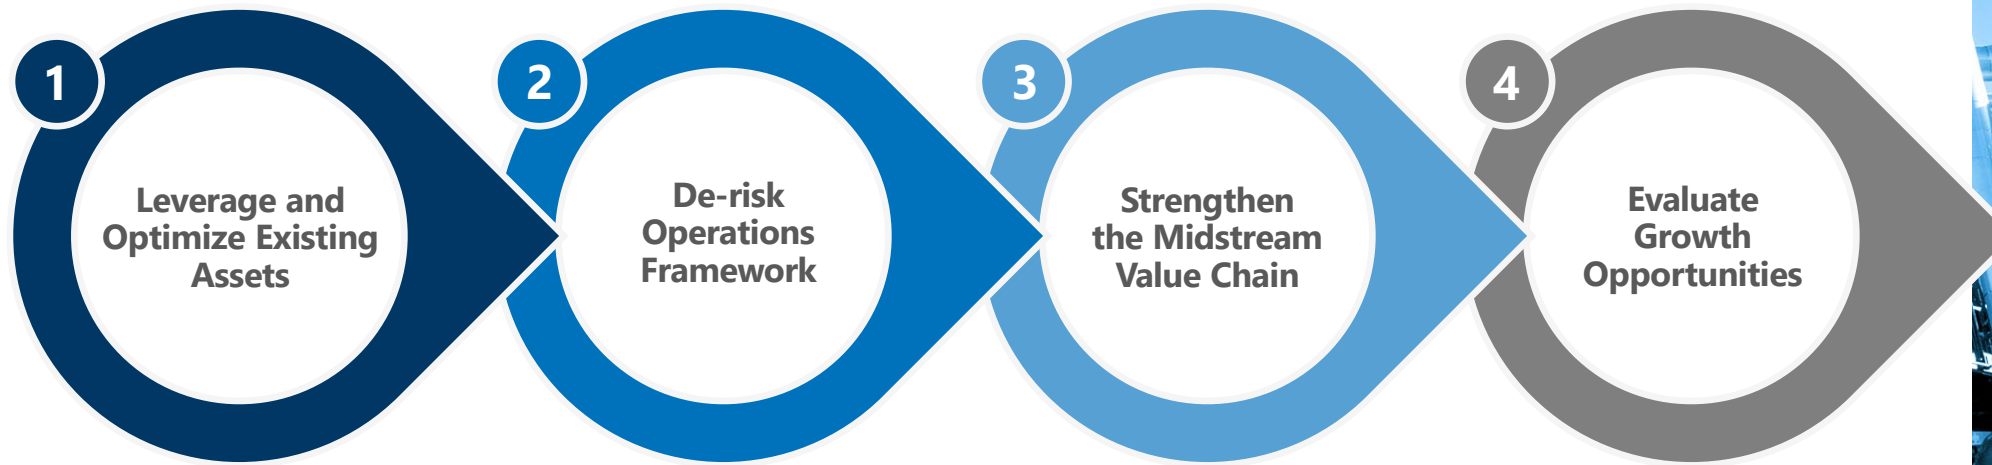 1
Leverage and
Optimize Existing
Assets
2
De-risk
Operations
Framework
3
Strengthen
the Midstream
Value Chain
4
Evaluate
Growth
Opportunities